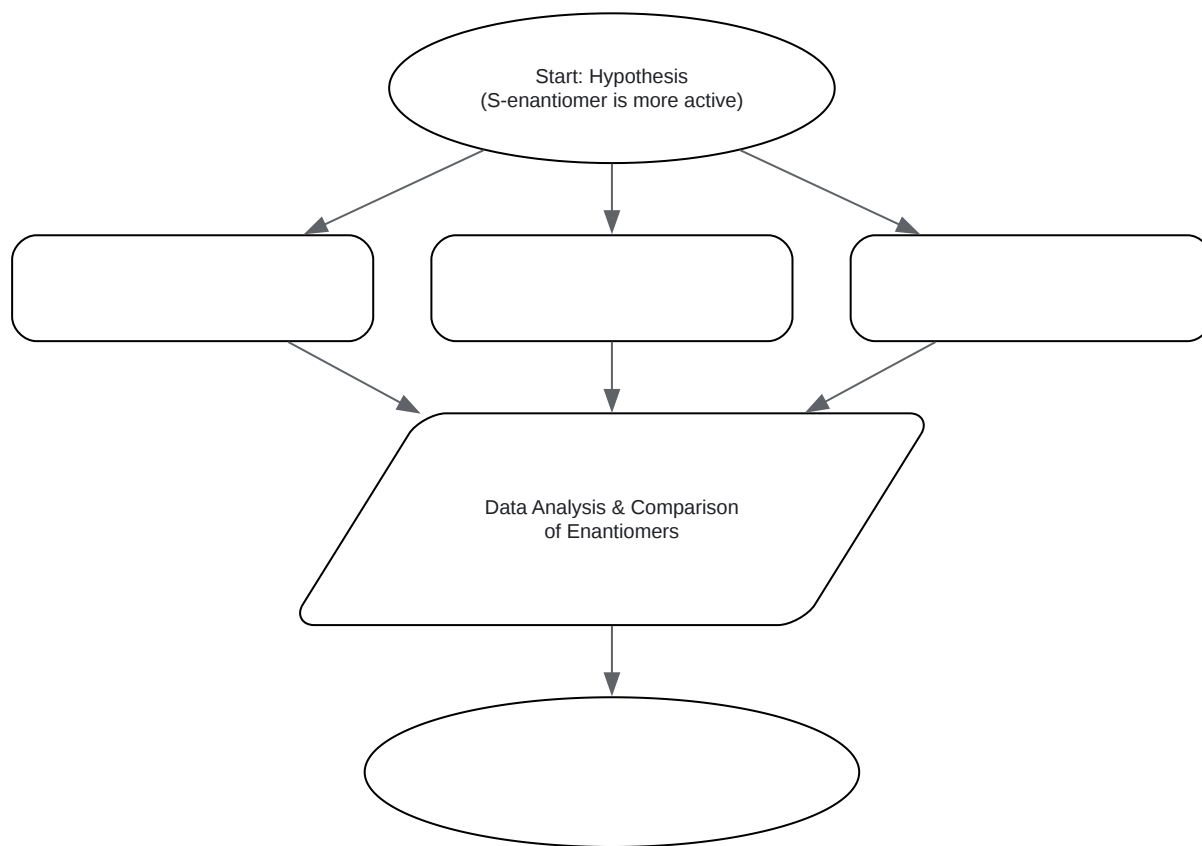 Start: Hypothesis
(S-enantiomer is more active)
Data Analysis & Comparison
of Enantiomers